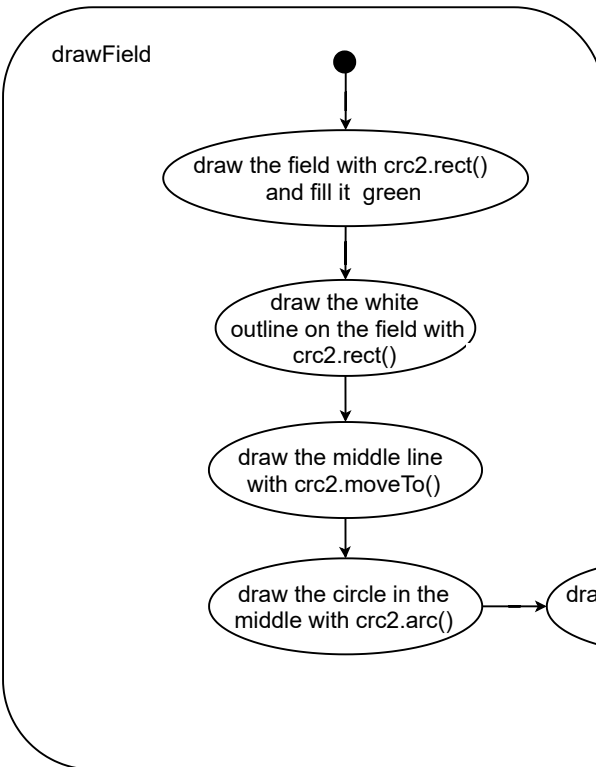 drawField
draw the field with crc2.rect()
and fill it  green
draw the white
outline on the field with
crc2.rect()
draw the middle line
with crc2.moveTo()
draw the circle in the
middle with crc2.arc()